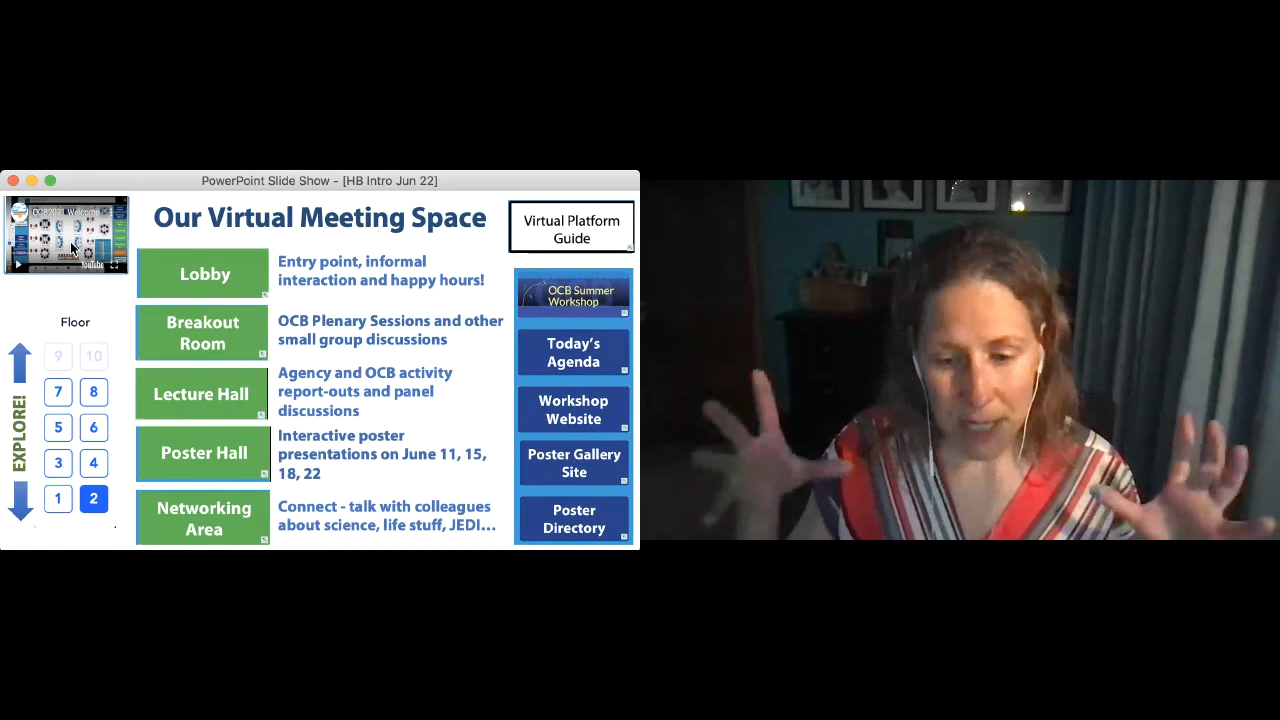 PowerPoint Slide Show - [HB Intro Jun 22]
OCB2021 Welcome
YouTube
Our Virtual Meeting Space
Virtual Platform
Guide
Lobby
Entry point, informal
interaction and happy hours!
Breakout
Room
OCB Plenary Sessions and other
small group discussions
Lecture Hall
Agency and OCB activity
report-outs and panel
discussions
Poster Hall
Interactive poster
presentations on June 11, 15,
18, 22
Networking
Area
Connect - talk with colleagues
about science, life stuff, JEDI...
OCB Summer
Workshop
Today's
Agenda
Workshop
Website
Poster Gallery
Site
Poster
Directory
Floor
EXPLORE!
9 10
7 8
5 6
3 4
1 2